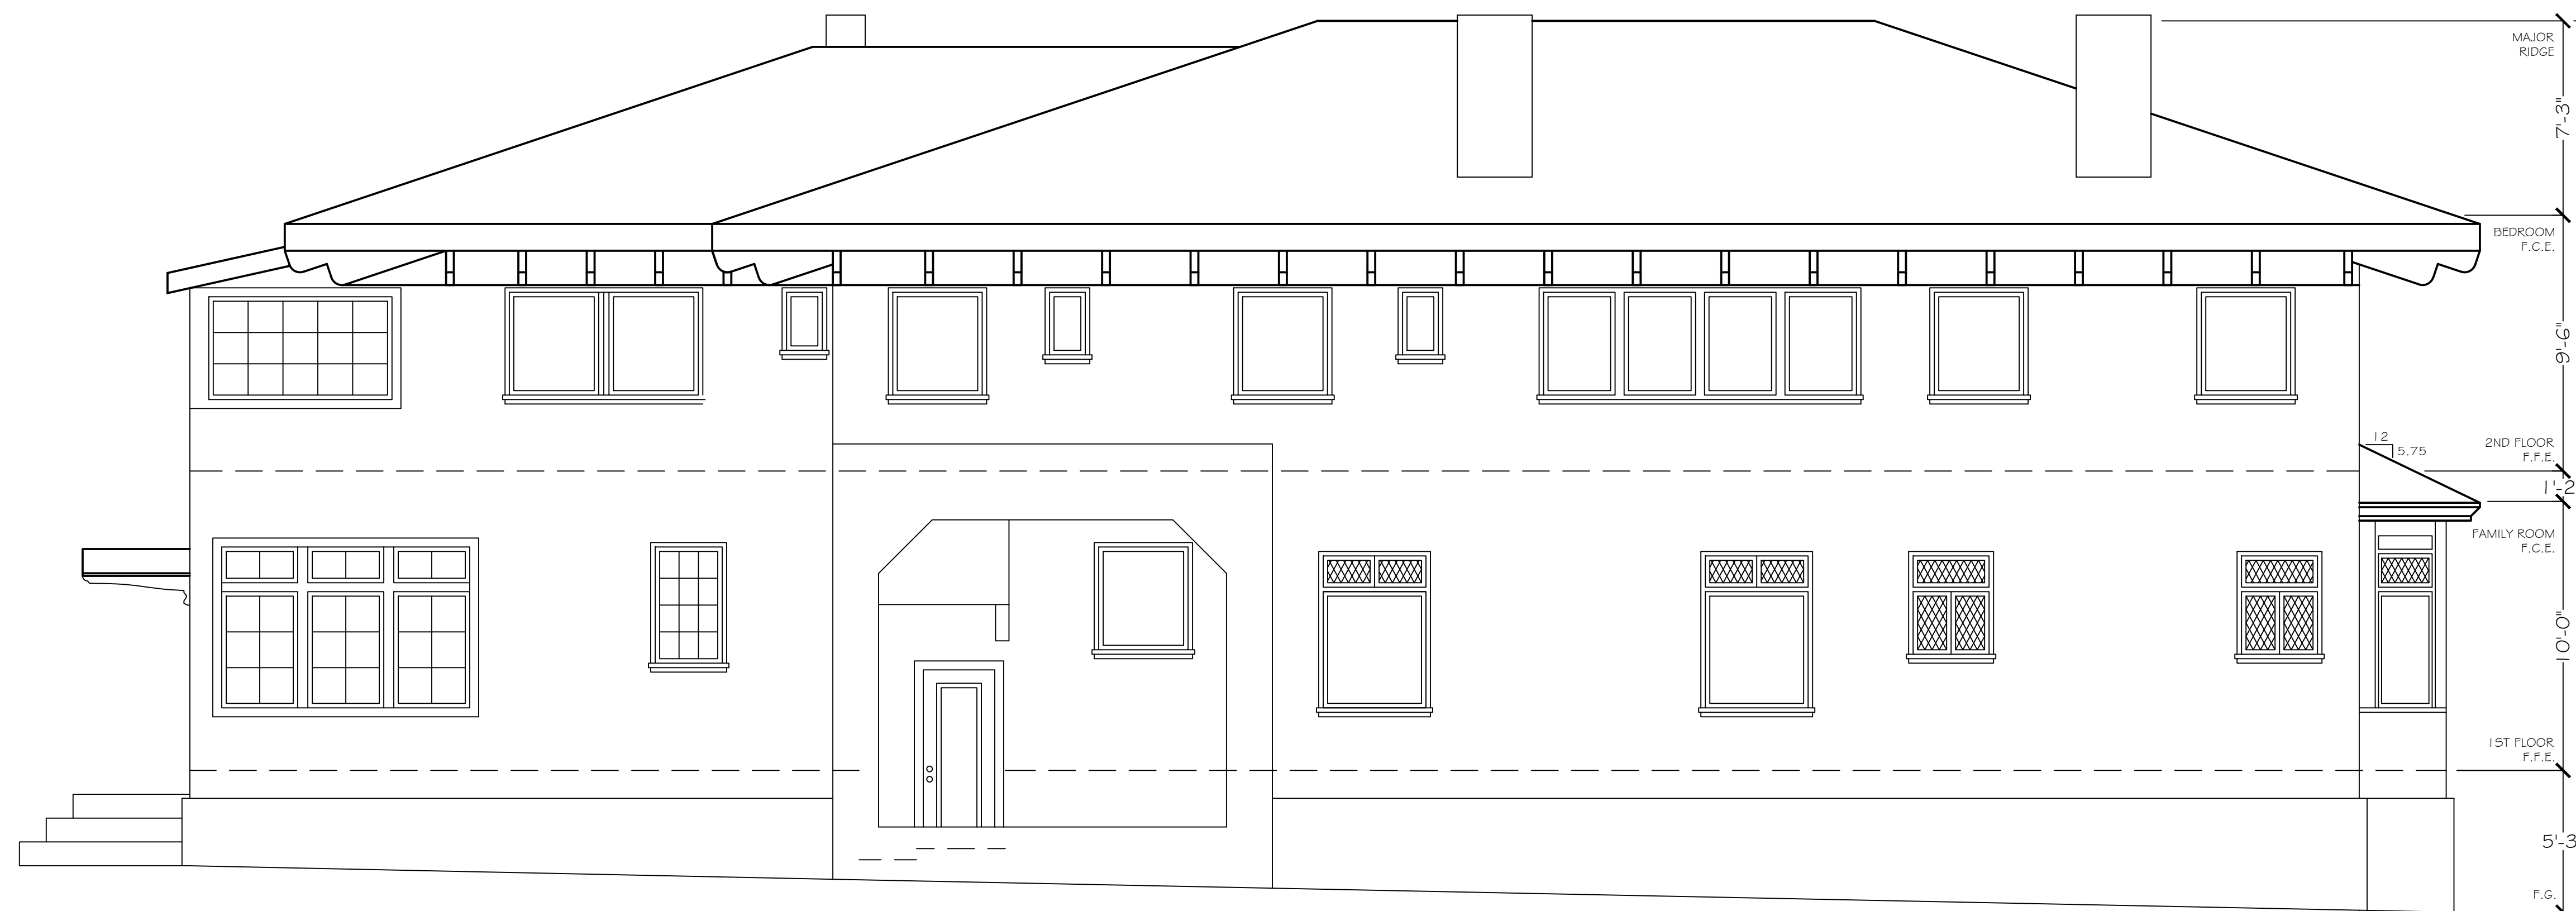 MAJOR
RIDGE
7'-3"
BEDROOM
F.C.E.
9'-6"
12
5.75
2ND FLOOR
F.F.E.
1'-2
FAMILY ROOM
F.C.E.
10'-0"
1ST FLOOR
F.F.E.
5'-3
F.G.